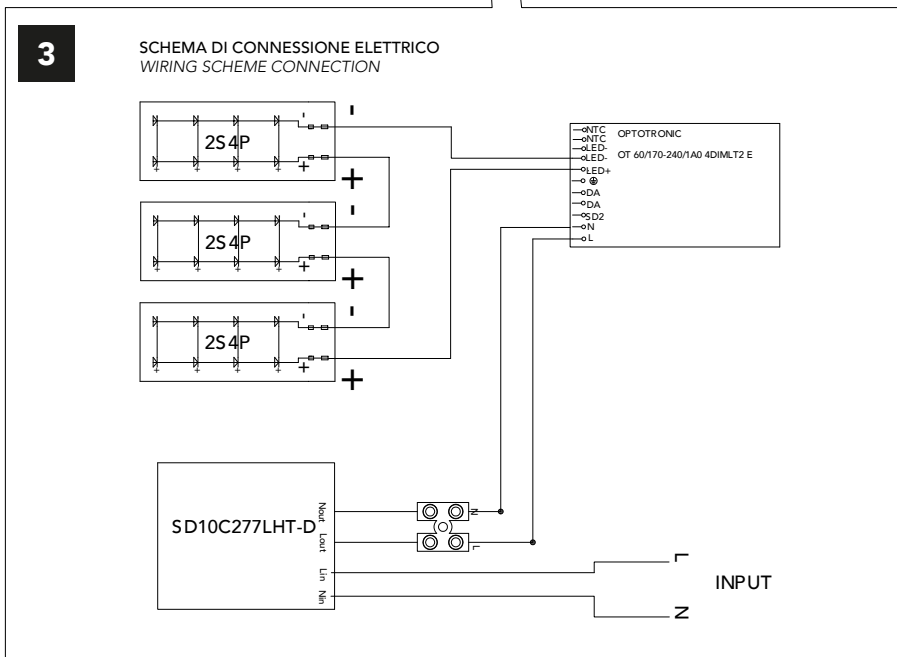 3
SCHEMA DI CONNESSIONE ELETTRICO
WIRING SCHEME CONNECTION
-
2S4P
-
+
+
-
2S4P
-
+
+
-
2S4P
-
+
+
NTC
NTC
LED-
LED-
LED+
DA
DA
SD2
N
L
OPTOTRONIC
OT 60/170-240/1A0 4DIMLT2 E
SD10C277LHT-D
Nout
Lout
Lin
Nin
N
L
L
INPUT
N